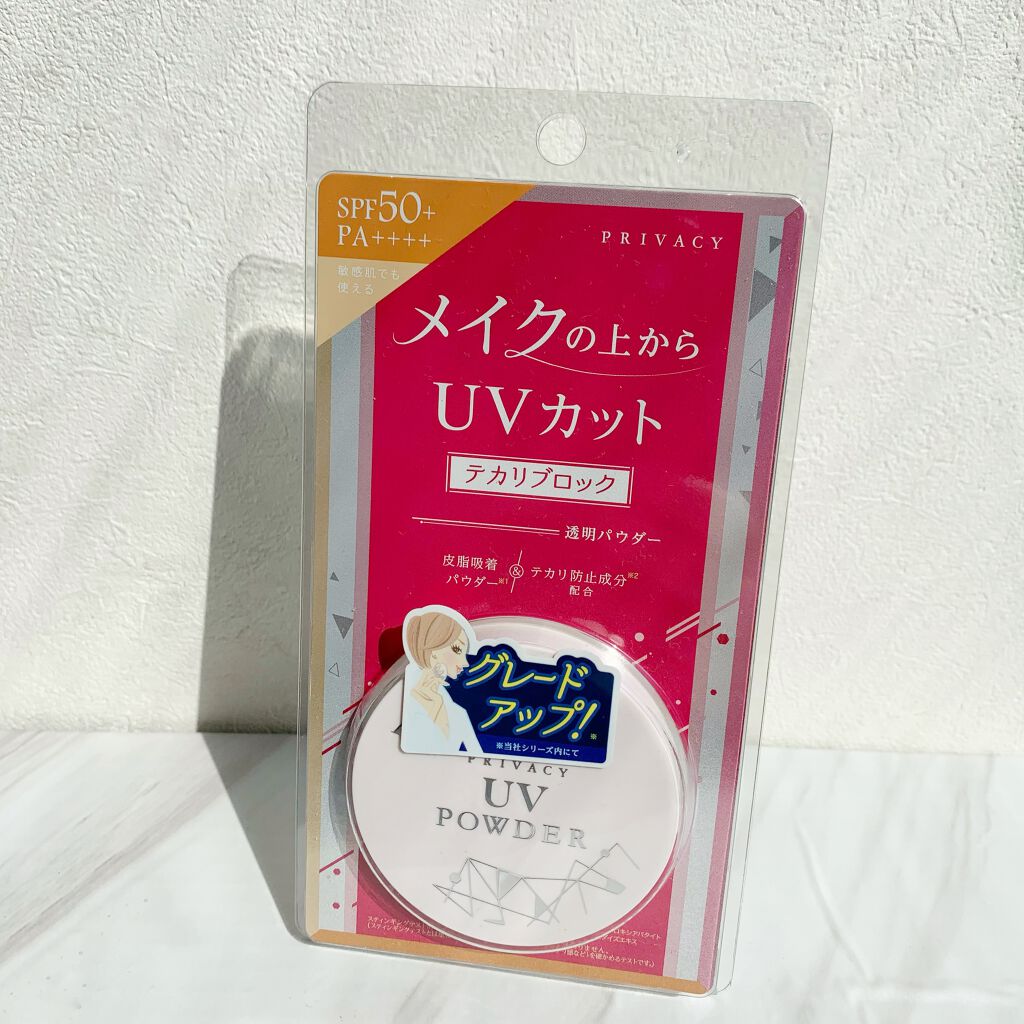 SPF50+
PA++++
敏感肌でも
使える
PRIVACY
メイクの上から
UVカット
テカリブロック
透明パウダー
皮脂吸着
パウダー※1
&
テカリ防止成分※2
配合
グレード
アップ!※
※当社シリーズ内にて
PRIVACY
UV
POWDER